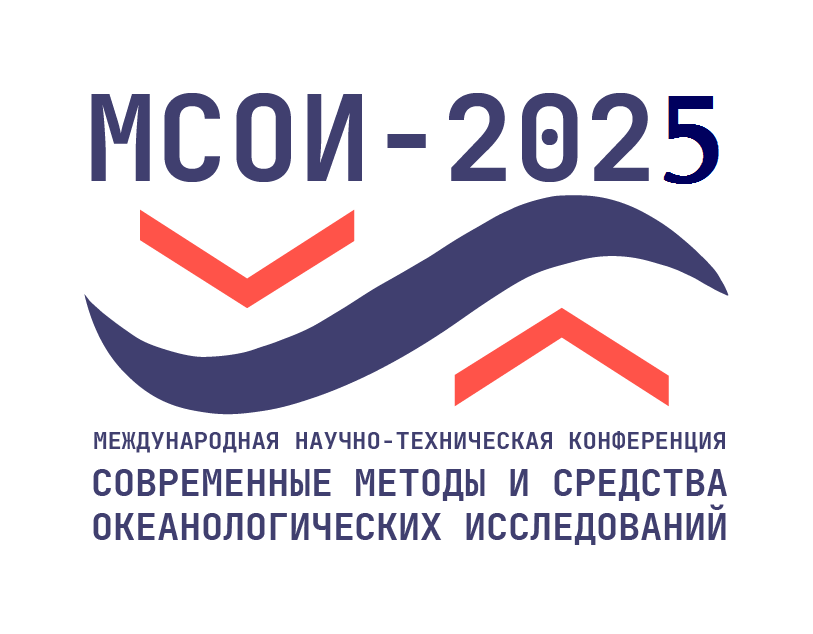 МСОИ-2025
МЕЖДУНАРОДНАЯ НАУЧНО-ТЕХНИЧЕСКАЯ КОНФЕРЕНЦИЯ
СОВРЕМЕННЫЕ МЕТОДЫ И СРЕДСТВА
ОКЕАНОЛОГИЧЕСКИХ ИССЛЕДОВАНИЙ